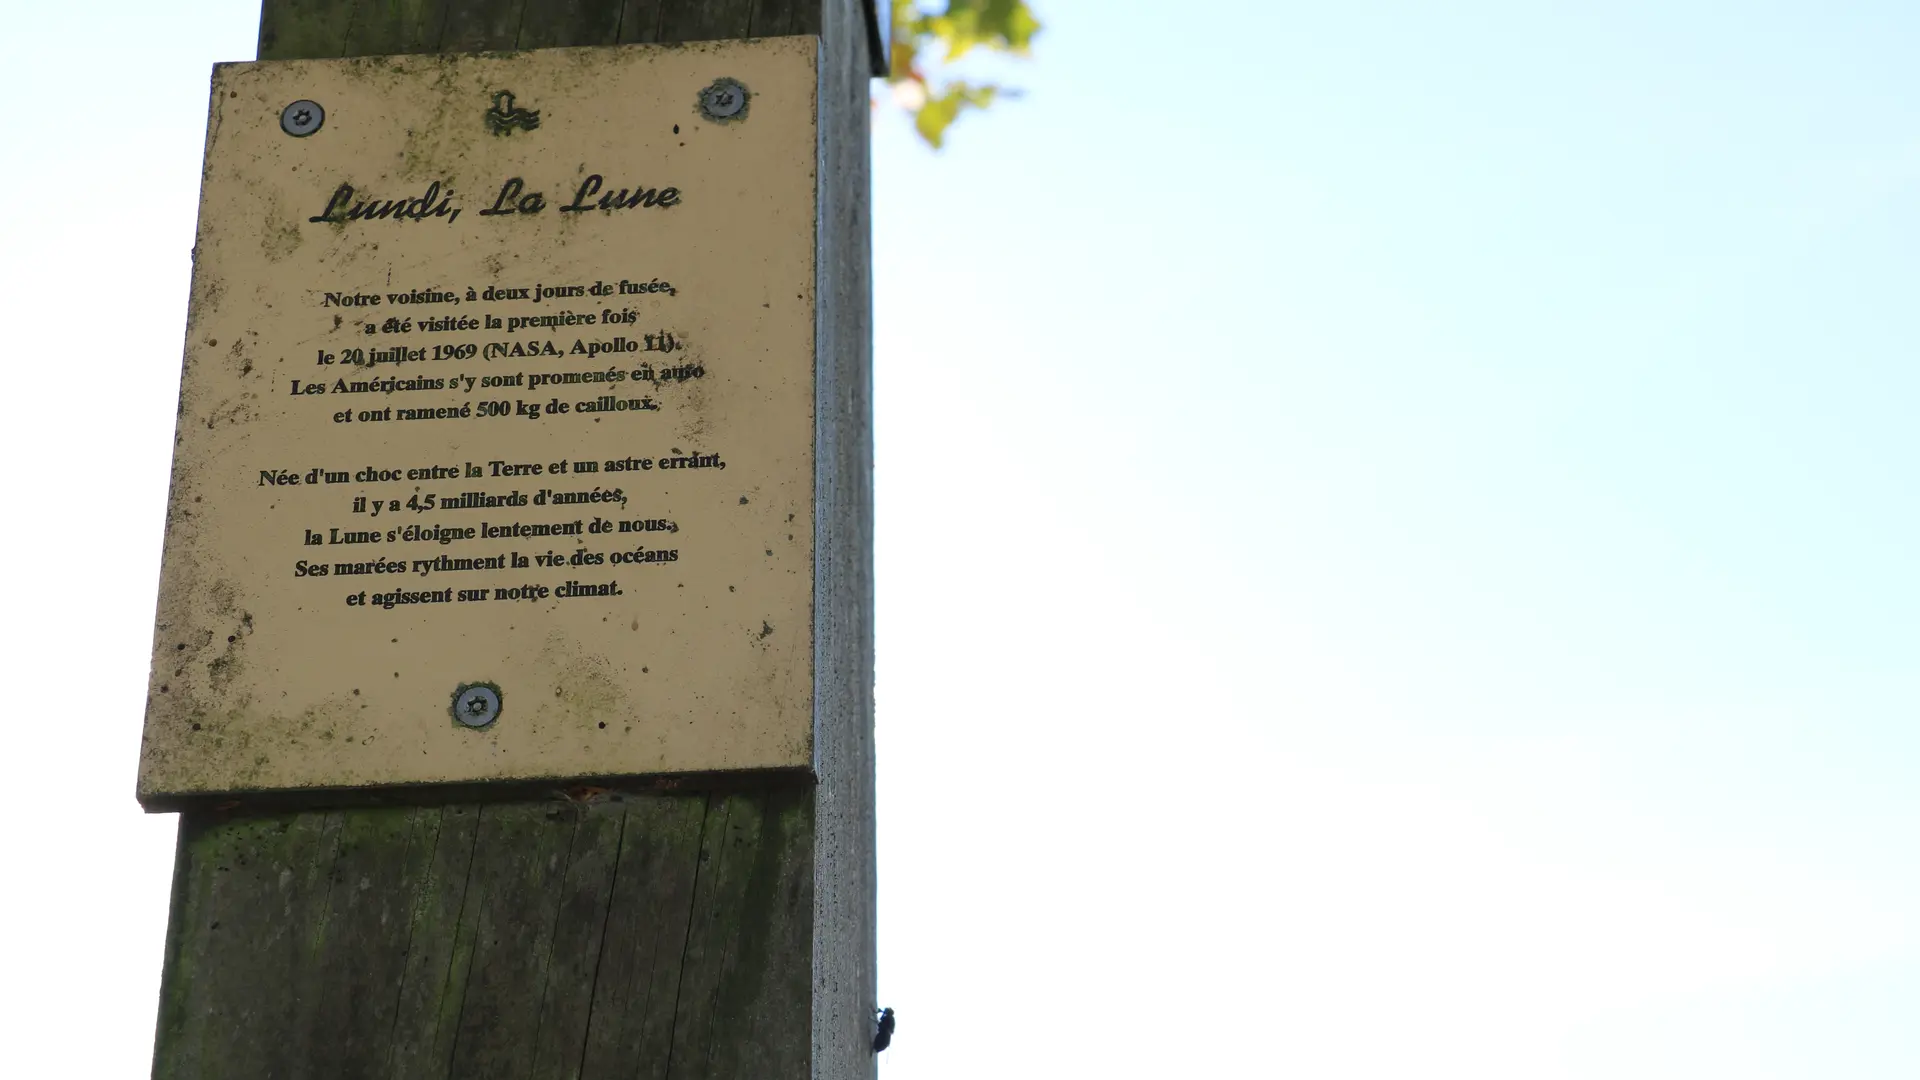 Lundi, La Lune
Notre voisine, à deux jours de fusée,
a été visitée la première fois
le 20 juillet 1969 (NASA, Apollo 11).
Les Américains s'y sont promenés en auto
et ont ramené 500 kg de cailloux.
Née d'un choc entre la Terre et un astre errant,
il y a 4,5 milliards d'années,
la Lune s'éloigne lentement de nous.
Ses marées rythment la vie des océans
et agissent sur notre climat.